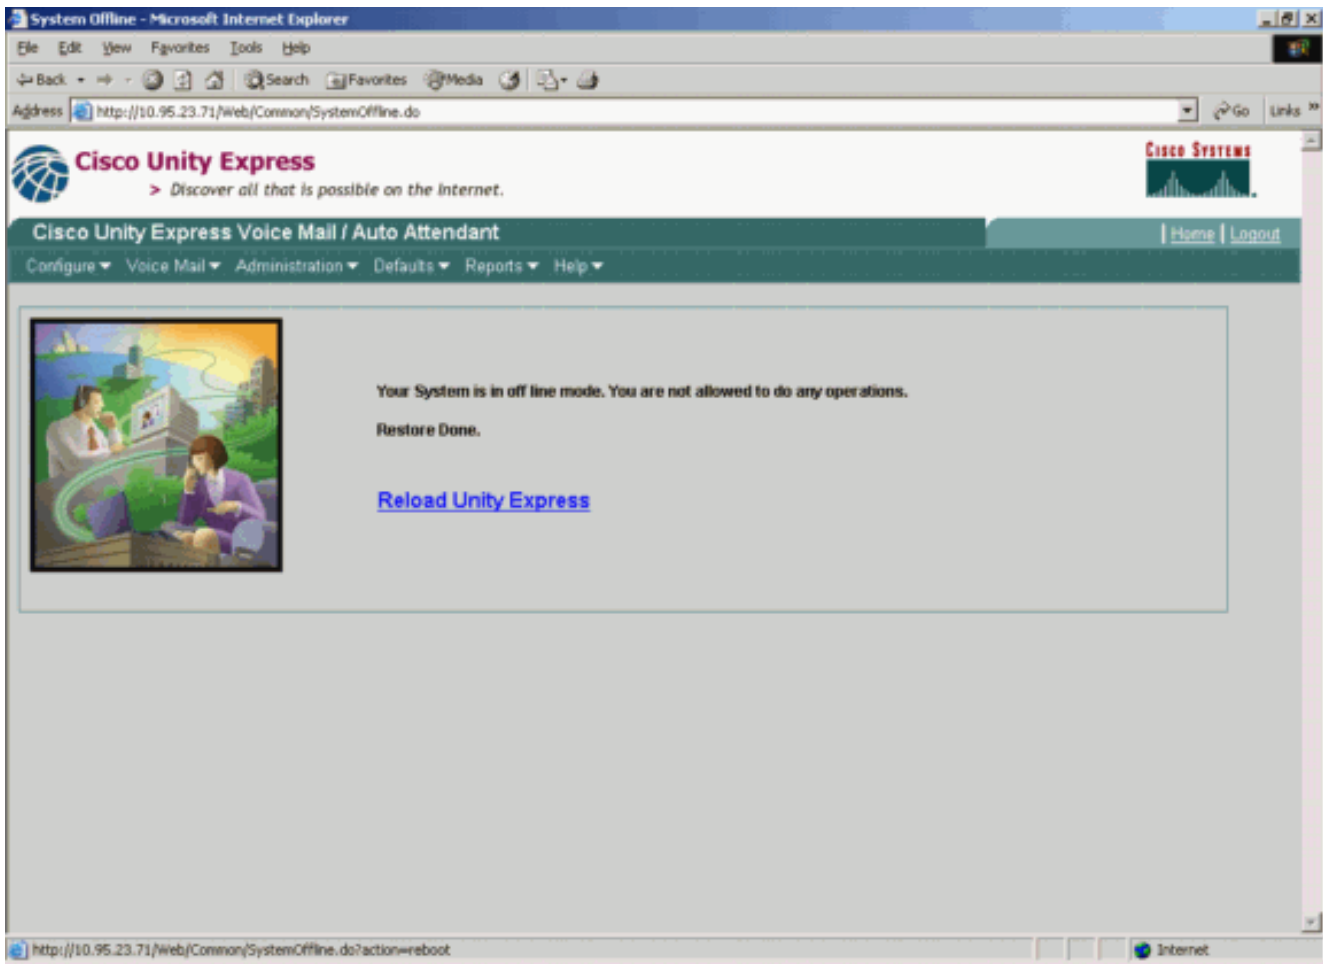 System Offline - Microsoft Internet Explorer
File Edit View Favorites Tools Help
Back Search Favorites Media
Address http://10.95.23.71/Web/Common/SystemOffline.do Go Links »
Cisco Unity Express
> Discover all that is possible on the Internet.
CISCO SYSTEMS
Cisco Unity Express Voice Mail / Auto Attendant
| Home | Logout
Configure Voice Mail Administration Defaults Reports Help
Your System is in off line mode. You are not allowed to do any operations.
Restore Done.
Reload Unity Express
http://10.95.23.71/Web/Common/SystemOffline.do?action=reboot Internet